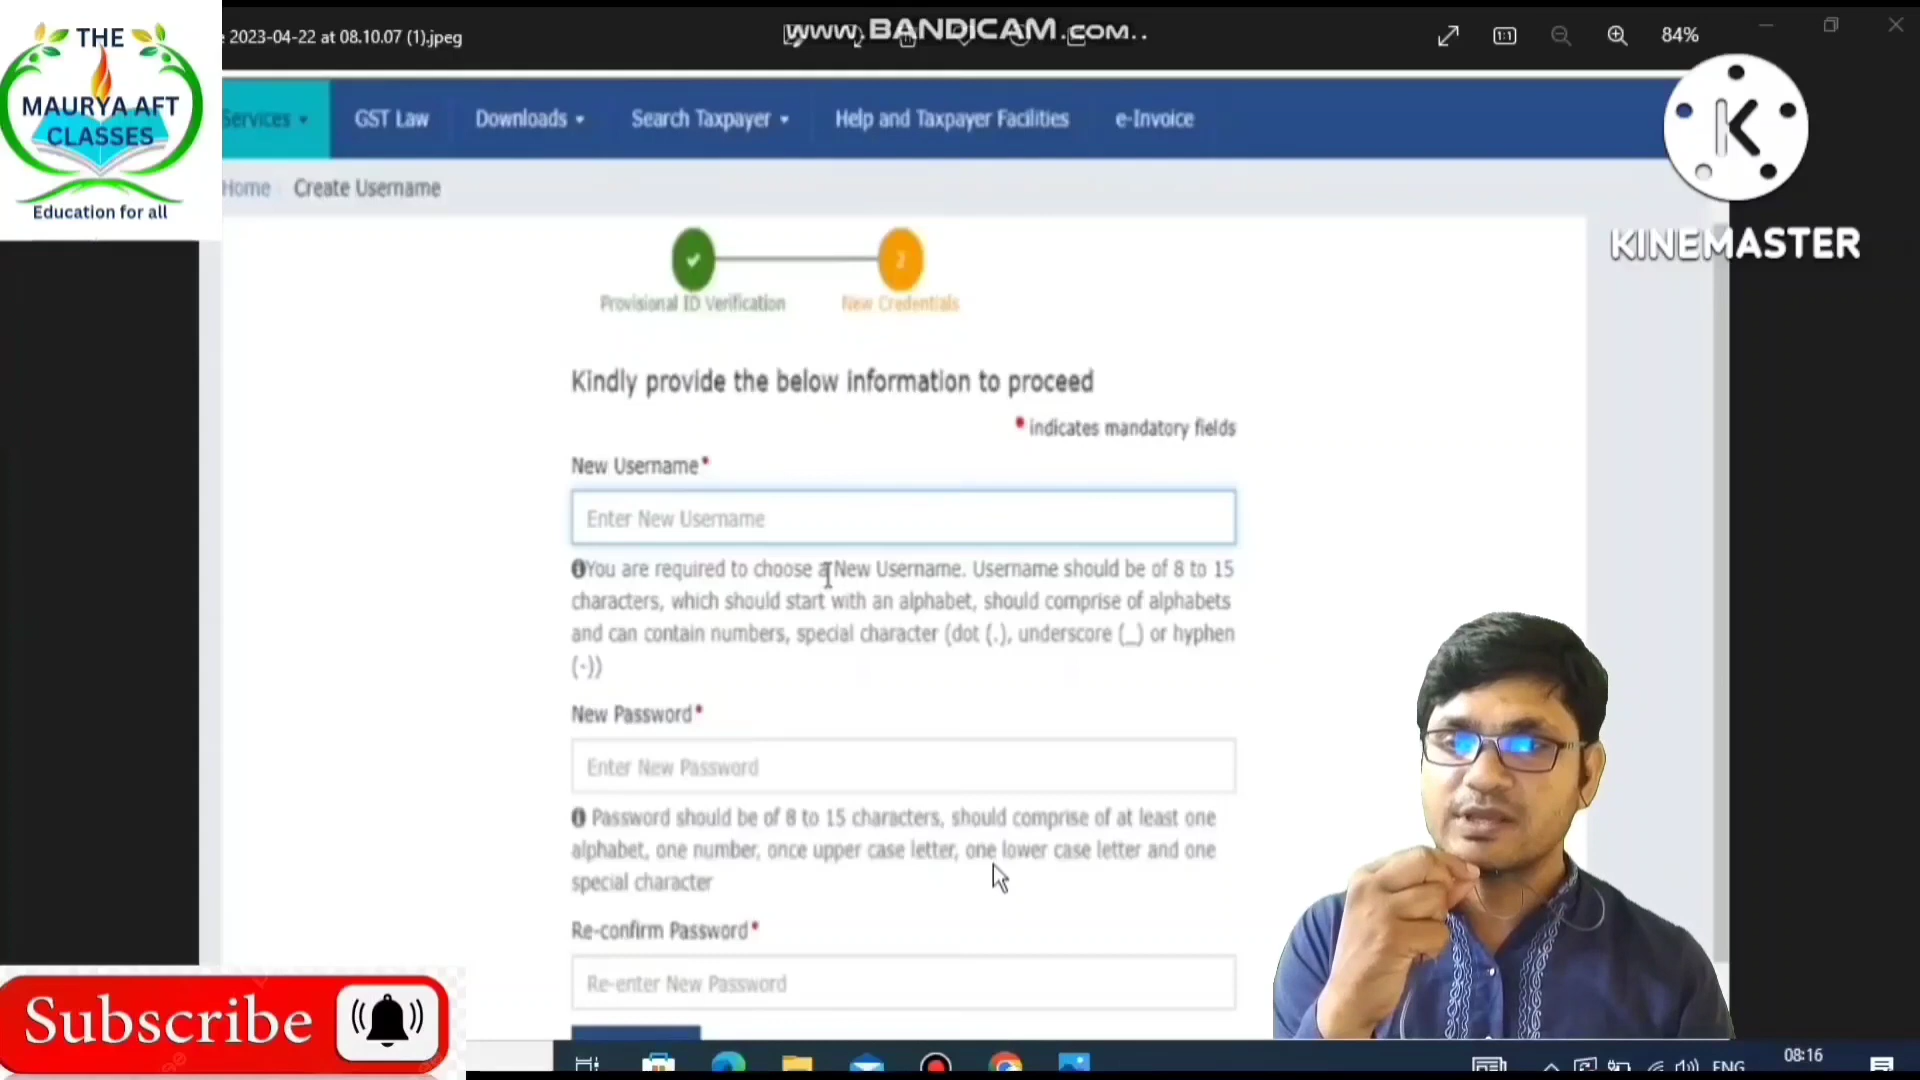 THE
MAURYA AFT
CLASSES
Education for all
2023-04-22 at 08.10.07 (1).jpeg
www.BANDICAM.com..
1:1
84%
KINEMASTER
Services
GST Law
Downloads
Search Taxpayer
Help and Taxpayer Facilities
e-Invoice
Home
Create Username
2
Provisional ID Verification
New Credentials
Kindly provide the below information to proceed
* indicates mandatory fields
New Username*
Enter New Username
You are required to choose a New Username. Username should be of 8 to 15
characters, which should start with an alphabet, should comprise of alphabets
and can contain numbers, special character (dot (.), underscore (_) or hyphen
(-))
New Password*
Enter New Password
Password should be of 8 to 15 characters, should comprise of at least one
alphabet, one number, once upper case letter, one lower case letter and one
special character
Re-confirm Password*
Re-enter New Password
Subscribe
ENG
08:16